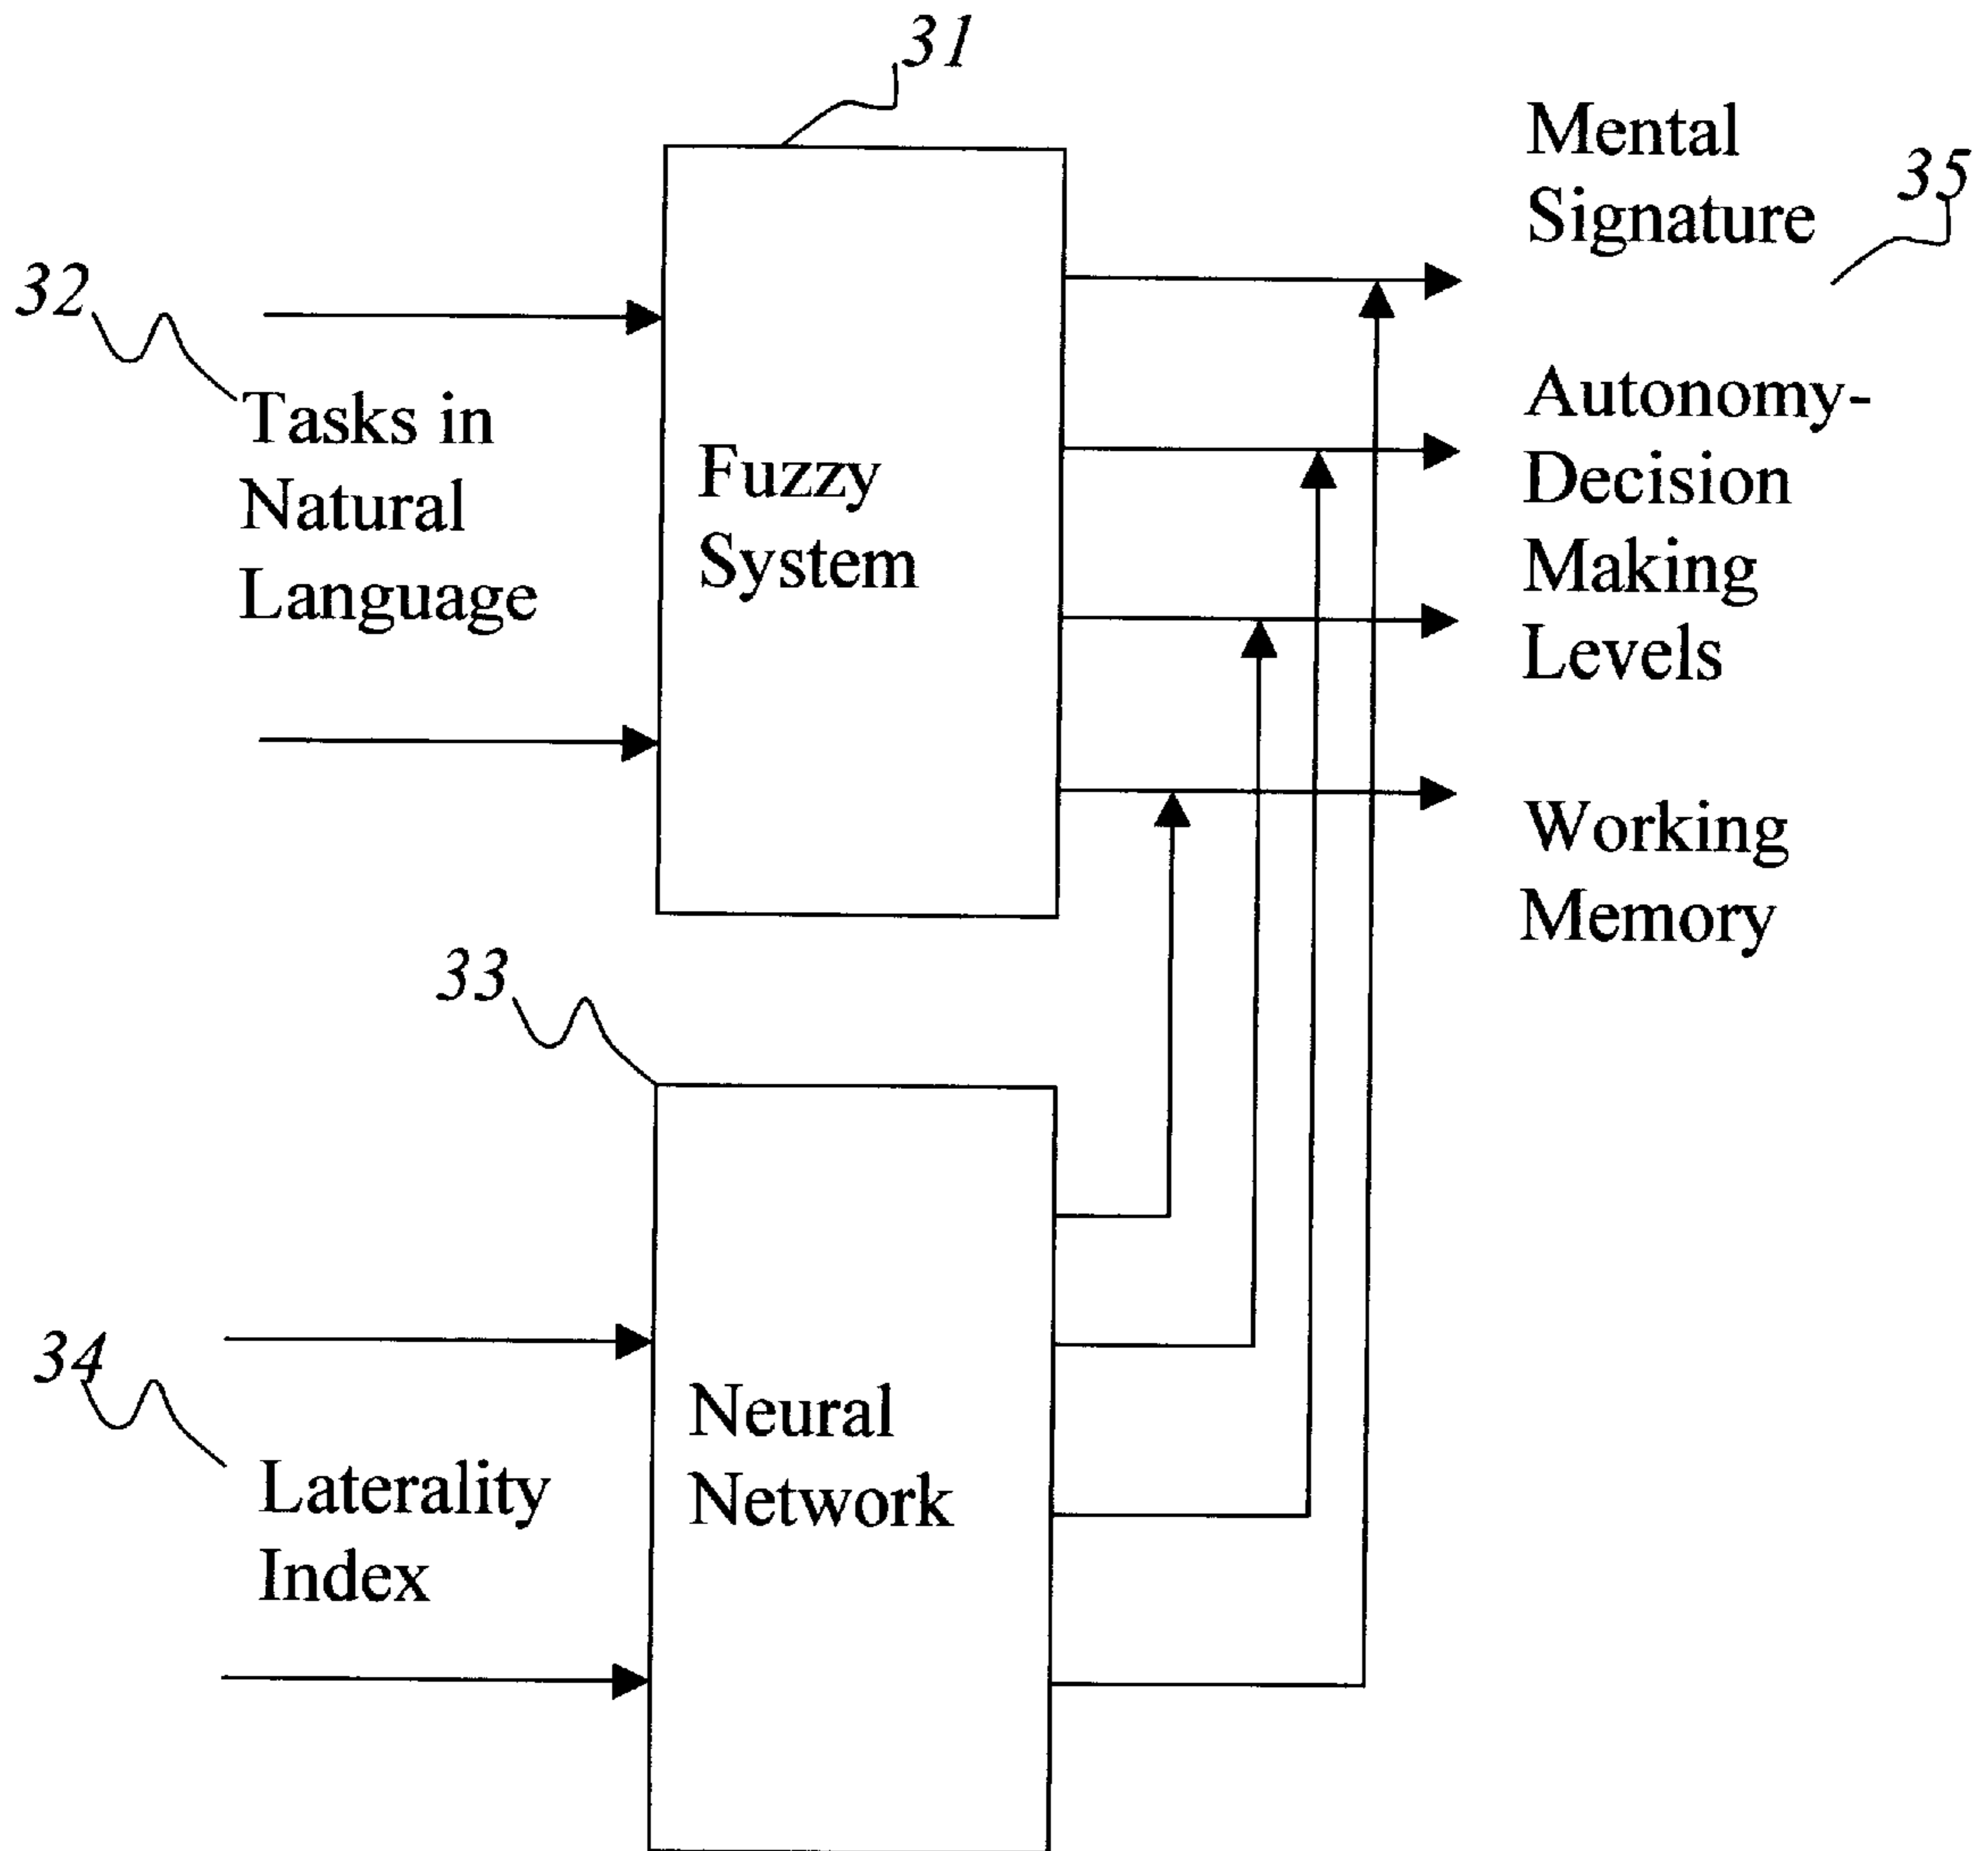 31
Mental
Signature
35
32
Tasks in
Natural
Language
Fuzzy
System
Autonomy-
Decision
Making
Levels
Working
Memory
33
34
Laterality
Index
Neural
Network